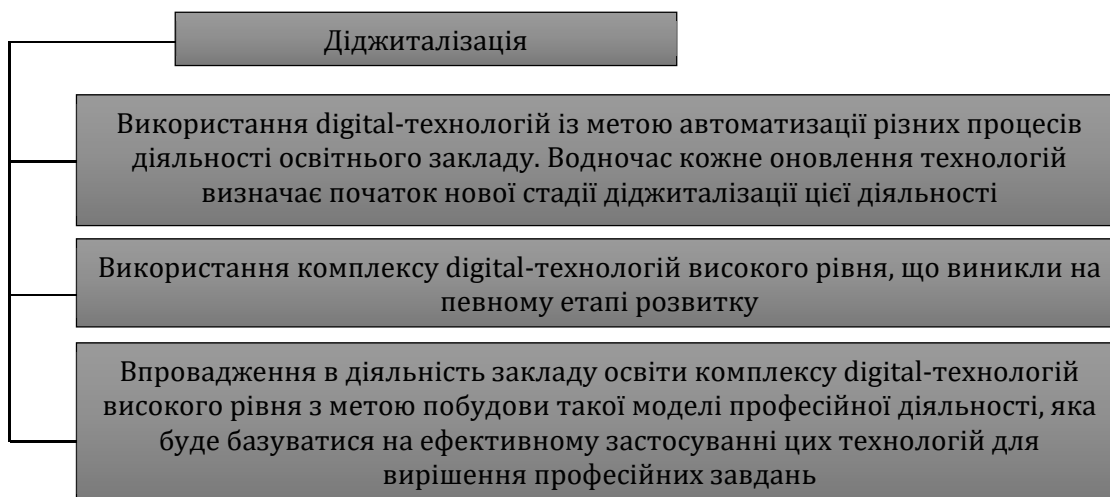 Діджиталізація
Використання digital-технологій із метою автоматизації різних процесів
діяльності освітнього закладу. Водночас кожне оновлення технологій
визначає початок нової стадії діджиталізації цієї діяльності
Використання комплексу digital-технологій високого рівня, що виникли на
певному етапі розвитку
Впровадження в діяльність закладу освіти комплексу digital-технологій
високого рівня з метою побудови такої моделі професійної діяльності, яка
буде базуватися на ефективному застосуванні цих технологій для
вирішення професійних завдань